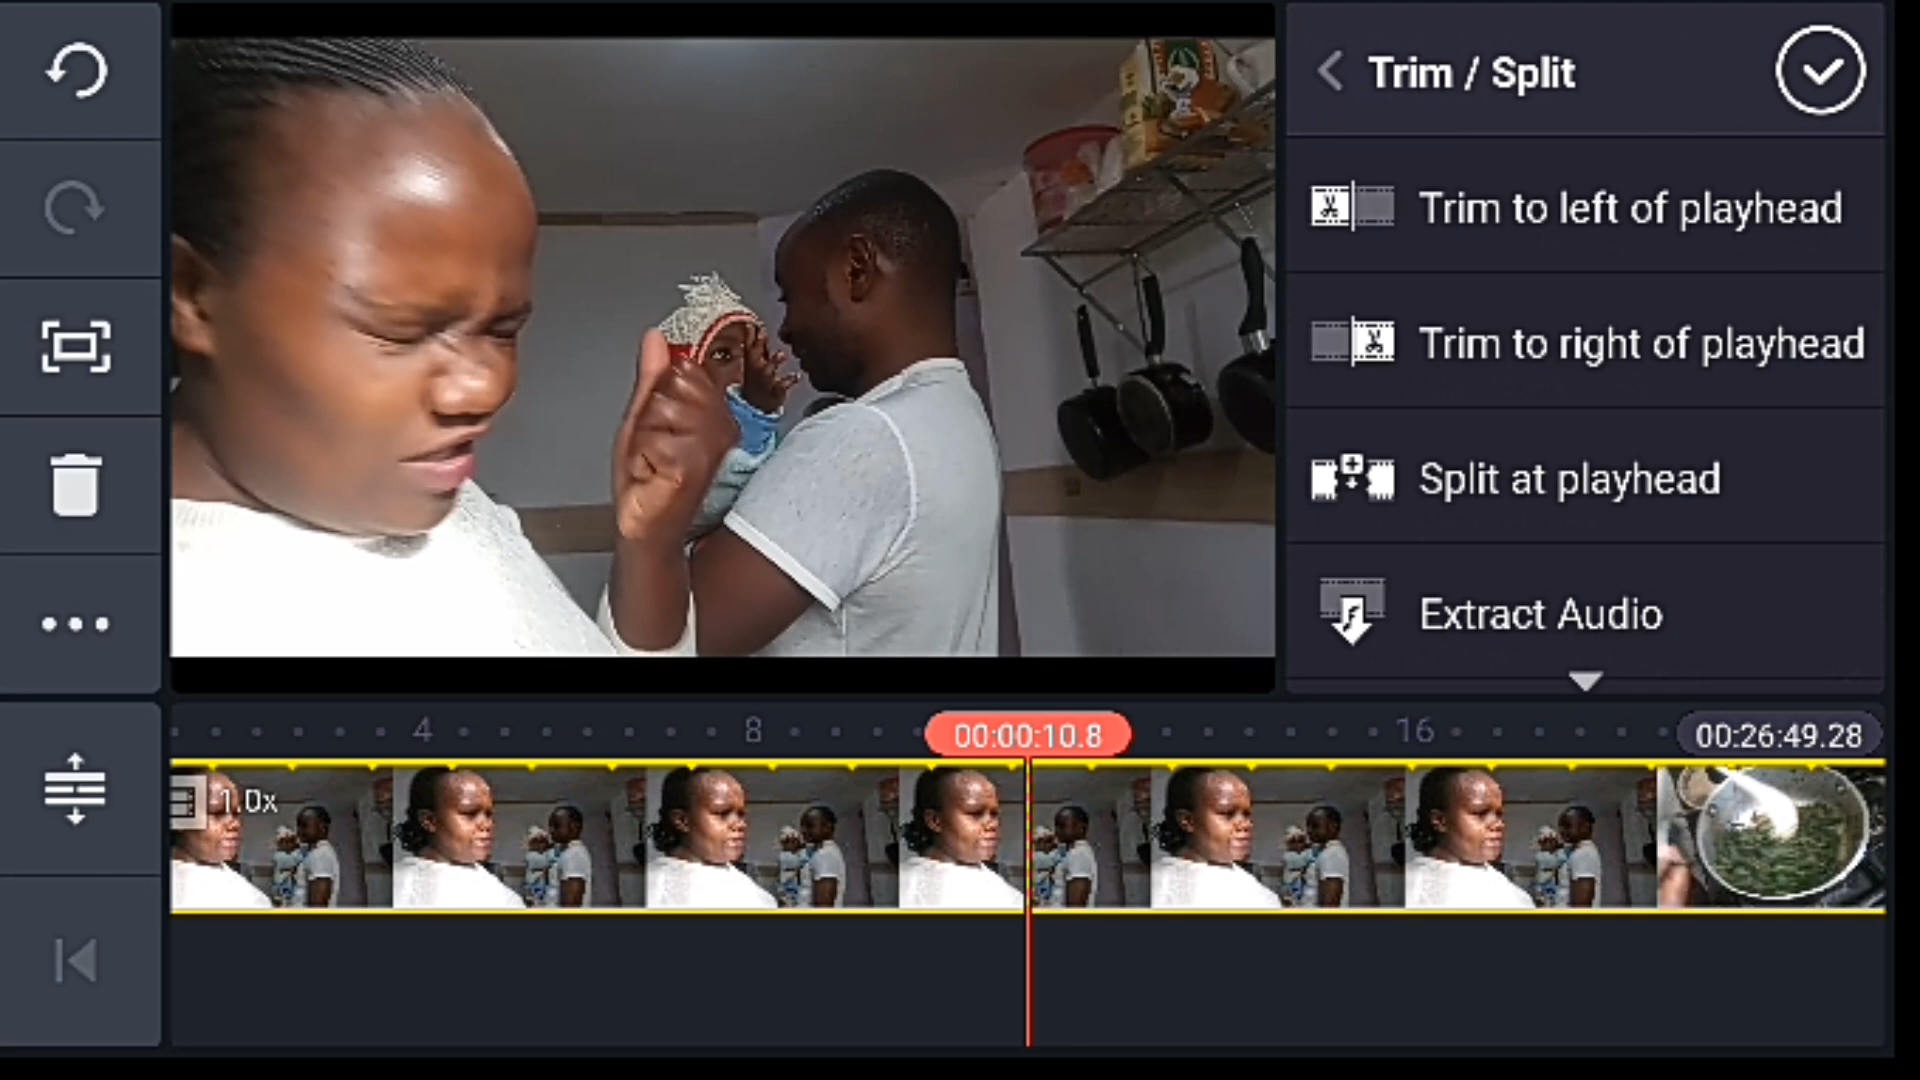 Trim / Split
Trim to left of playhead
Trim to right of playhead
Split at playhead
Extract Audio
4
8
00:00:10.8
16
00:26:49.28
1.0x